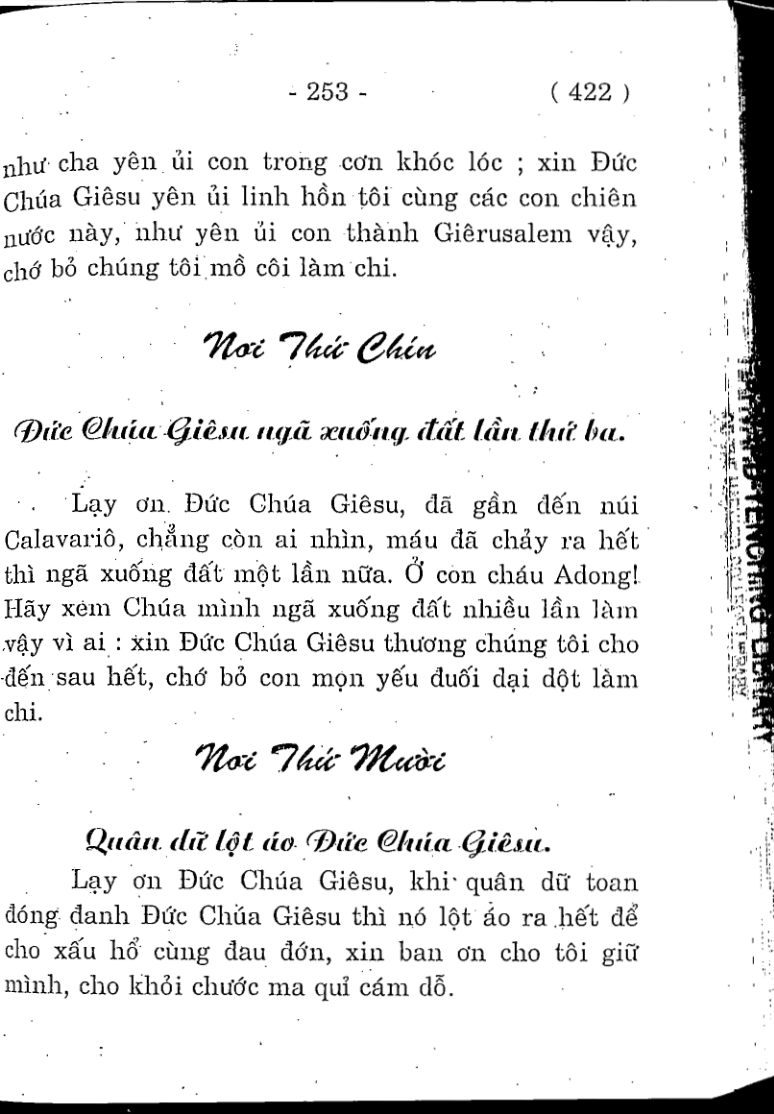 - 253 - ( 422 )
như cha yên ủi con trong cơn khóc lóc ; xin Đức
Chúa Giêsu yên ủi linh hồn tôi cùng các con chiên
nước này, như yên ủi con thành Giêrusalem vậy,
chớ bỏ chúng tôi mồ côi làm chi.
Nơi Thứ Chín
Đức Chúa Giêsu ngã xuống đất lần thứ ba.
Lạy ơn Đức Chúa Giêsu, đã gần đến núi
Calavariô, chẳng còn ai nhìn, máu đã chảy ra hết
thì ngã xuống đất một lần nữa. Ở con cháu Adong!
Hãy xem Chúa mình ngã xuống đất nhiều lần làm
vậy vì ai : xin Đức Chúa Giêsu thương chúng tôi cho
đến sau hết, chớ bỏ con mọn yếu đuối dại dột làm
chi.
Nơi Thứ Mười
Quân dữ lột áo Đức Chúa Giêsu.
Lạy ơn Đức Chúa Giêsu, khi quân dữ toan
đóng đanh Đức Chúa Giêsu thì nó lột áo ra hết để
cho xấu hổ cùng đau đớn, xin ban ơn cho tôi giữ
mình, cho khỏi chước ma quỉ cám dỗ.